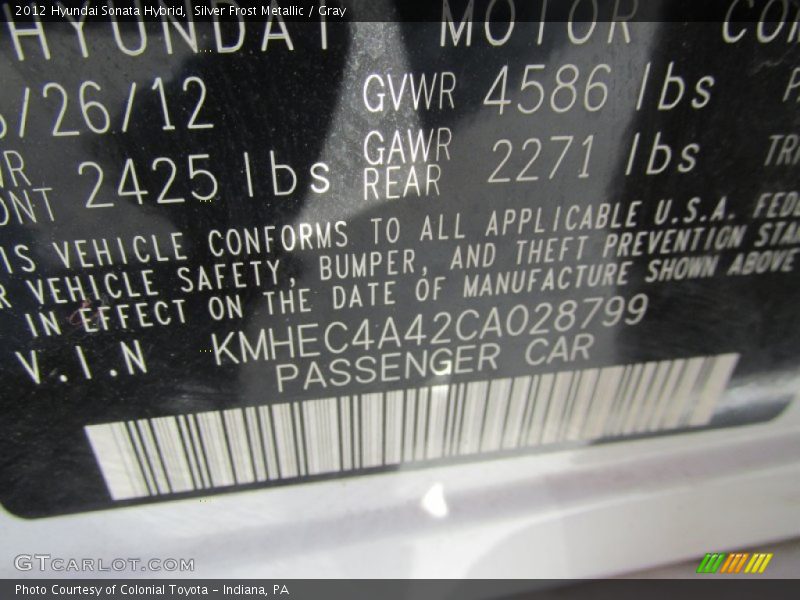 2012 Hyundai Sonata Hybrid, Silver Frost Metallic / Gray
HYUNDAI MOTOR
/26/12 GVWR 4586 lbs
2425 lbs GAWR REAR 2271 lbs
VEHICLE CONFORMS TO ALL APPLICABLE U.S.A.
VEHICLE SAFETY, BUMPER, AND THEFT PREVENTION
IN EFFECT ON THE DATE OF MANUFACTURE SHOWN ABOVE
V.I.N KMHEC4A42CA028799
PASSENGER CAR
GTCARLOT.COM
Photo Courtesy of Colonial Toyota - Indiana, PA